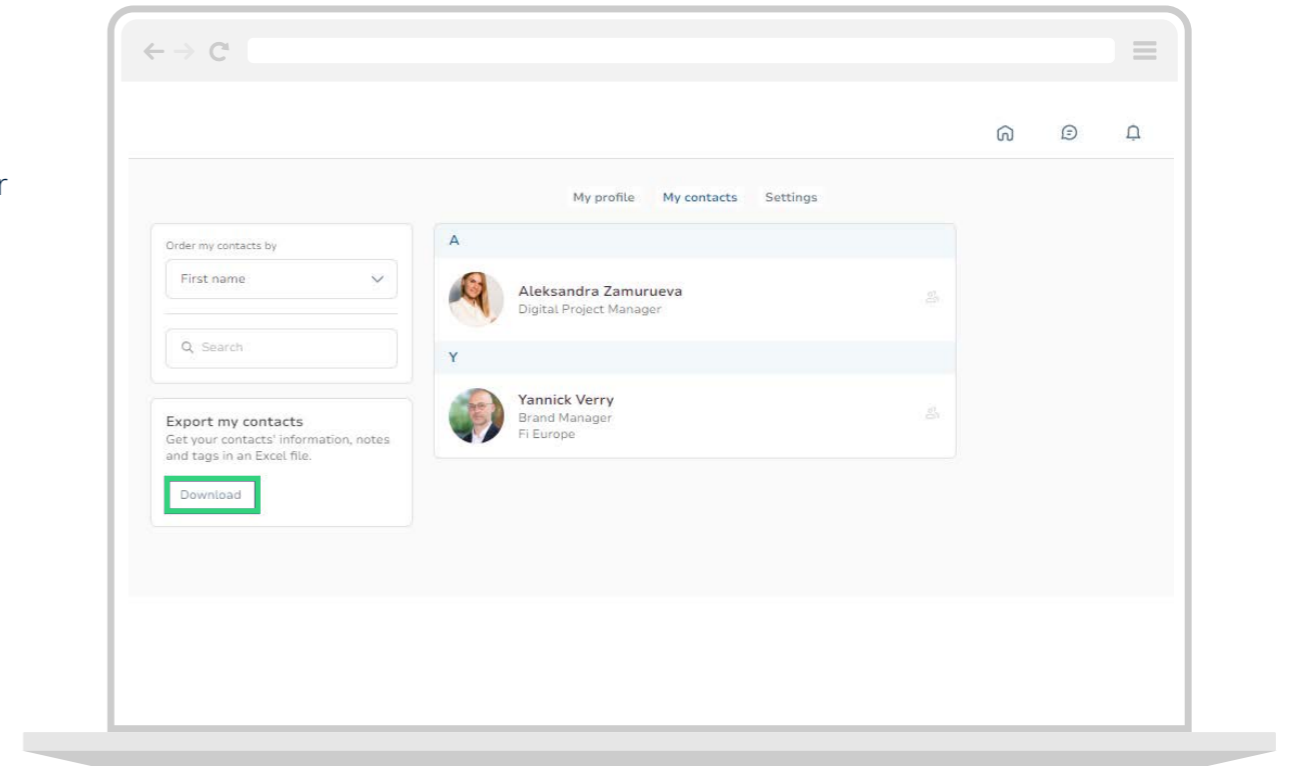 r
My profile My contacts Settings
Order my contacts by
First name
Search
Export my contacts
Get your contacts' information, notes
and tags in an Excel file.
Download
A
Aleksandra Zamurueva
Digital Project Manager
Y
Yannick Verry
Brand Manager
Fi Europe